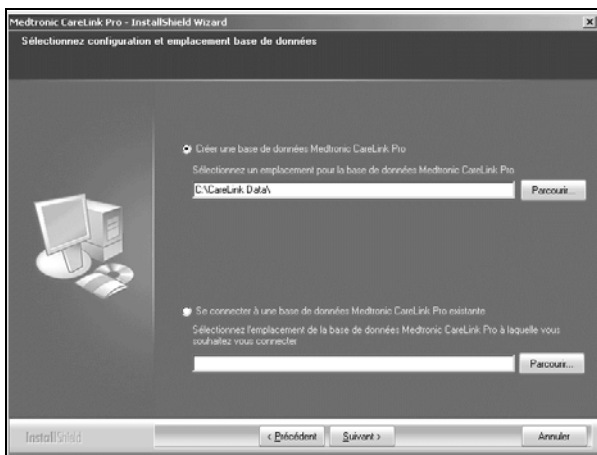 Medtronic CareLink Pro - InstallShield Wizard
Sélectionnez configuration et emplacement base de données
Créer une base de données Medtronic CareLink Pro
Sélectionnez un emplacement pour la base de données Medtronic CareLink Pro
C:\CareLink Data\
Parcourir...
Se connecter à une base de données Medtronic CareLink Pro existante
Sélectionnez l'emplacement de la base de données Medtronic CareLink Pro à laquelle vous
souhaitez vous connecter
Parcourir...
InstallShield
< Précédent
Suivant >
Annuler